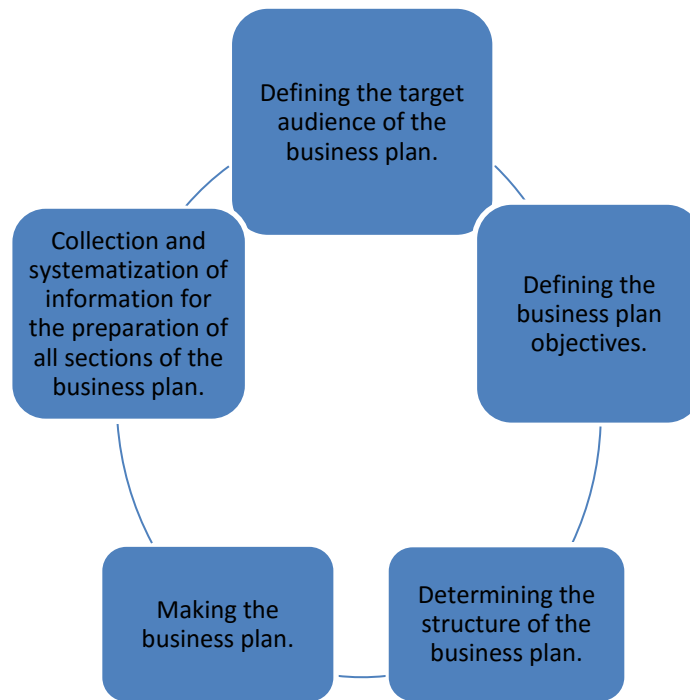 Defining the target
audience of the
business plan.
Defining the
business plan
objectives.
Determining the
structure of the
business plan.
Making the
business plan.
Collection and
systematization of
information for
the preparation of
all sections of the
business plan.